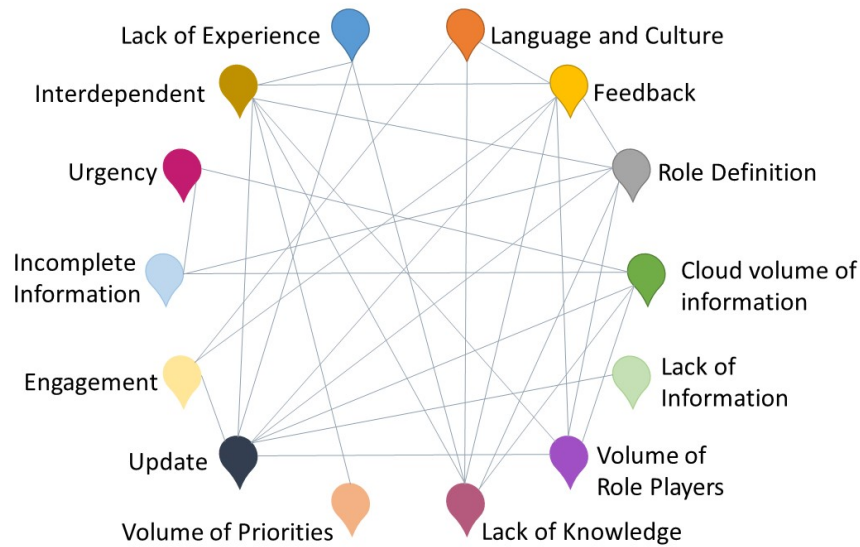 Lack of Experience
Language and Culture
Interdependent
Feedback
Urgency
Role Definition
Incomplete
Information
Cloud volume of
information
Engagement
Lack of
Information
Update
Volume of
Role Players
Volume of Priorities
Lack of Knowledge